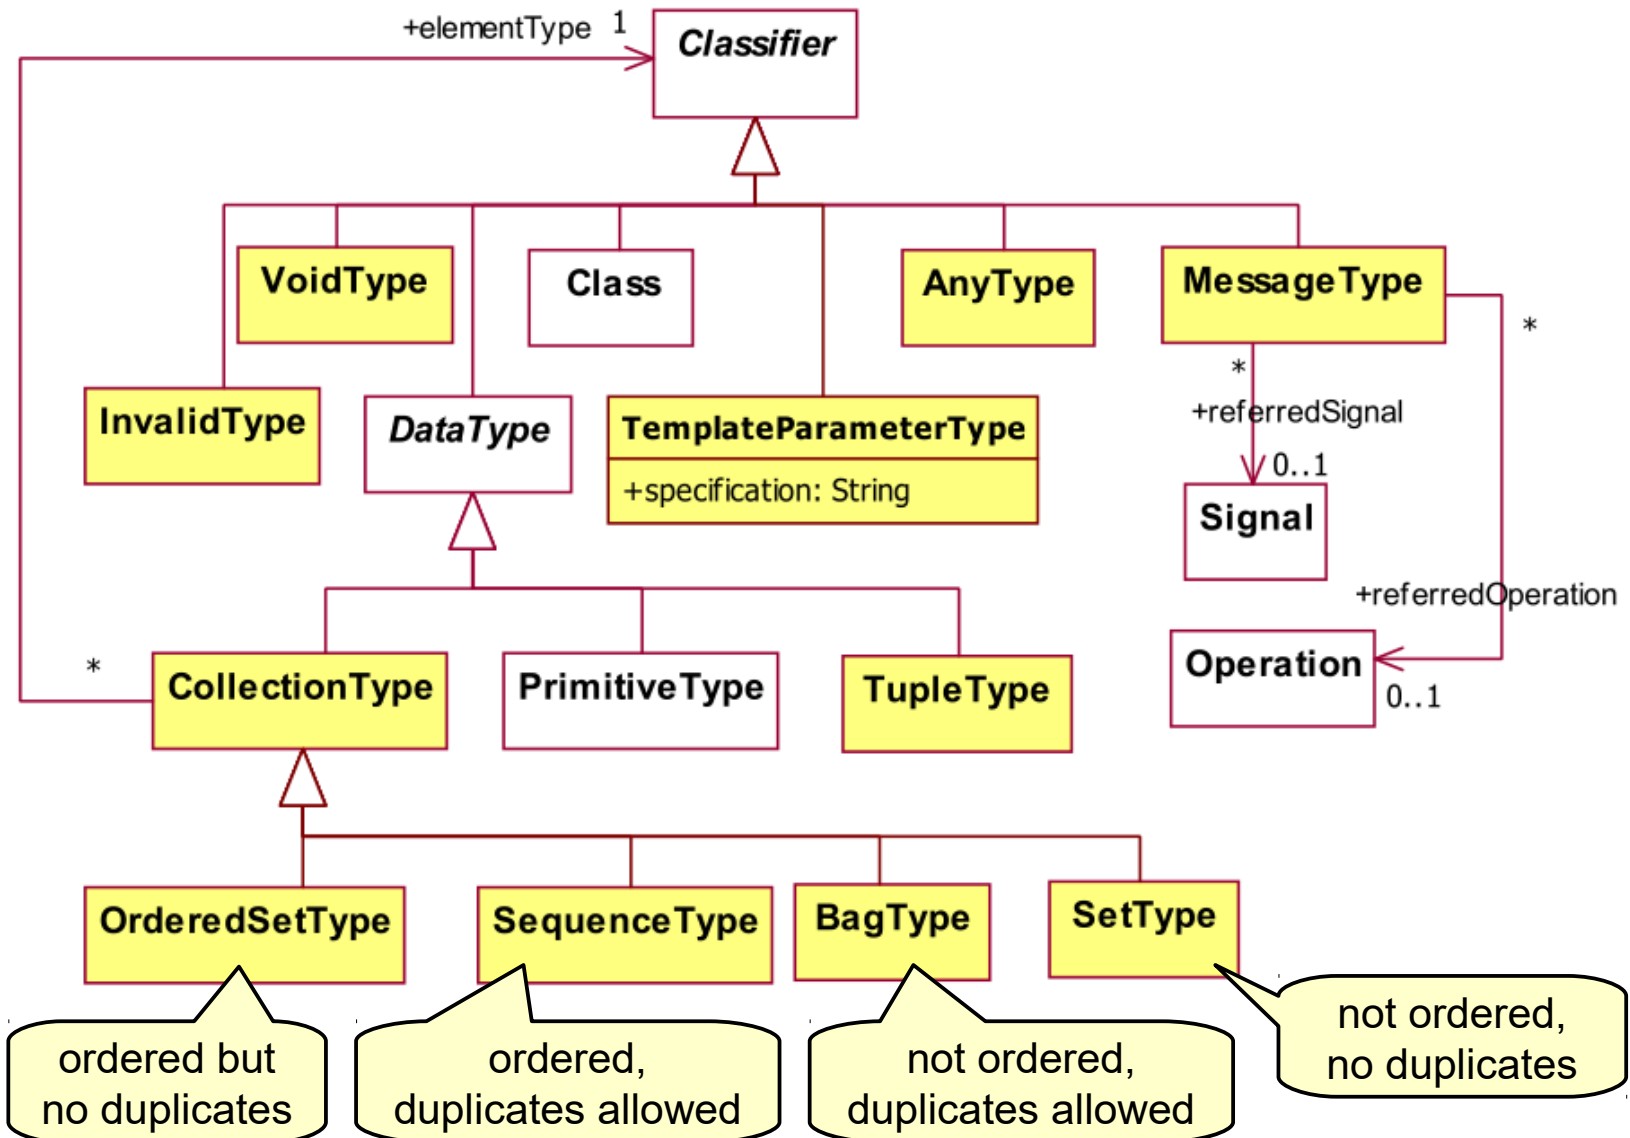 +elementType 1
Classifier
VoidType
Class
AnyType
MessageType
*
*
InvalidType
DataType
TemplateParameterType
+specification: String
+referredSignal
0..1
Signal
+referredOperation
*
CollectionType
PrimitiveType
TupleType
Operation
0..1
OrderedSetType
SequenceType
BagType
SetType
ordered but
no duplicates
ordered,
duplicates allowed
not ordered,
duplicates allowed
not ordered,
no duplicates